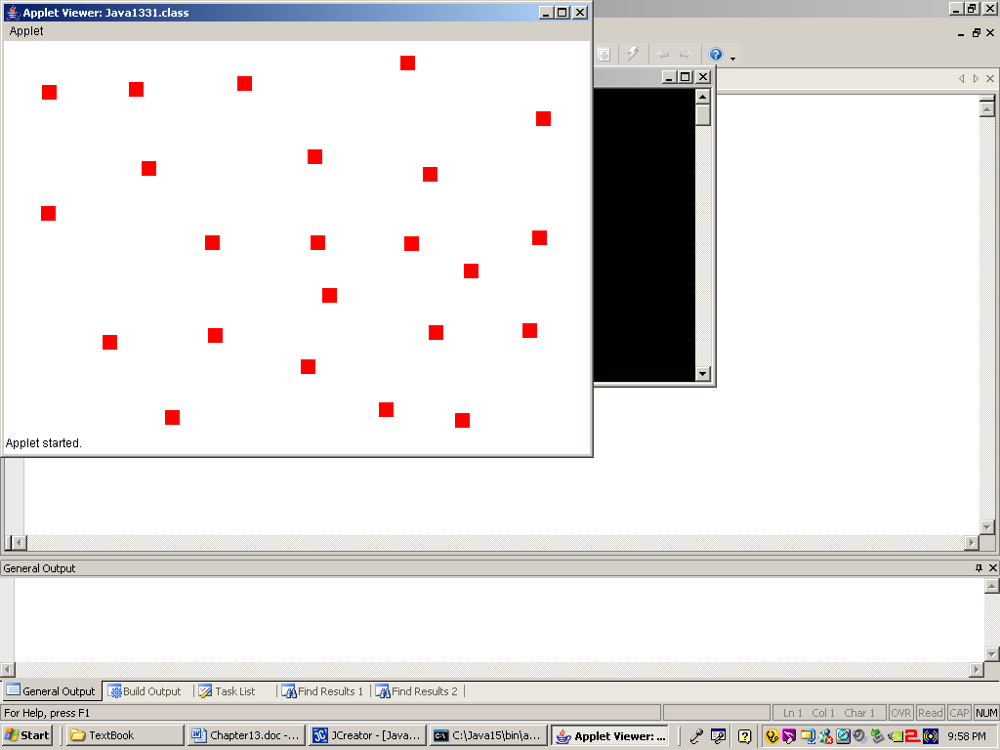 Applet Viewer: Java1331.class
Applet
Applet started.
General Output
General Output
Build Output
Task List
Find Results 1
Find Results 2
For Help, press F1
Ln 1 Col 1 Char 1
OVR
Read
CAP
NUM
Start
TextBook
Chapter13.doc -...
JCreator - [Java...
C:\Java15\bin\a...
Applet Viewer: ...
9:58 PM